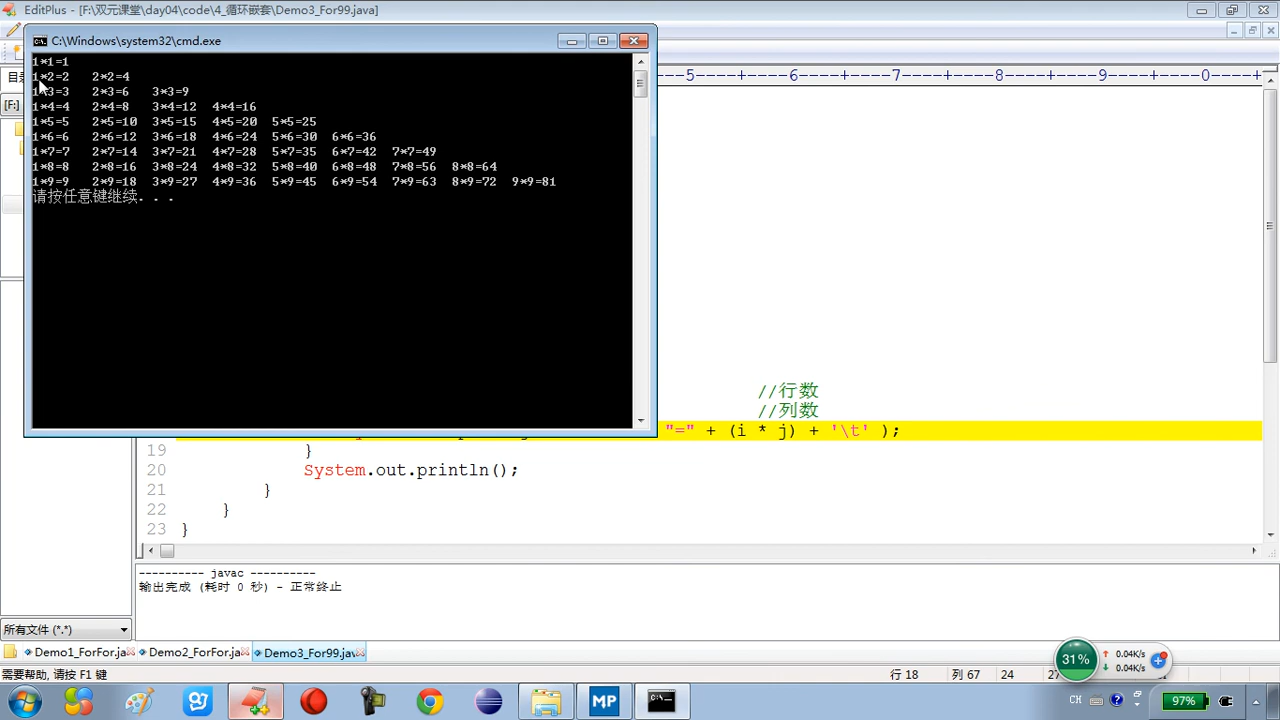 EditPlus - [F:\双元课堂\day04\code\4_循环嵌套\Demo3_For99.java]
C:\Windows\system32\cmd.exe
1*1=1
1*2=2 2*2=4
1*3=3 2*3=6 3*3=9
1*4=4 2*4=8 3*4=12 4*4=16
1*5=5 2*5=10 3*5=15 4*5=20 5*5=25
1*6=6 2*6=12 3*6=18 4*6=24 5*6=30 6*6=36
1*7=7 2*7=14 3*7=21 4*7=28 5*7=35 6*7=42 7*7=49
1*8=8 2*8=16 3*8=24 4*8=32 5*8=40 6*8=48 7*8=56 8*8=64
1*9=9 2*9=18 3*9=27 4*9=36 5*9=45 6*9=54 7*9=63 8*9=72 9*9=81
请按任意键继续. . .
[F:]
--5----+----6----+----7----+----8----+----9----+----0----+--
//行数
//列数
"=" + (i * j) + '\t' );
19 }
20 System.out.println();
21 }
22 }
23 }
---------- javac ----------
输出完成 (耗时 0 秒) - 正常终止
所有文件 (*.*)
Demo1_ForFor.ja Demo2_ForFor.ja Demo3_For99.jav
需要帮助, 请按 F1 键
行 18 列 67 24
31%
0.04K/s
0.04K/s
MP
CH
97%